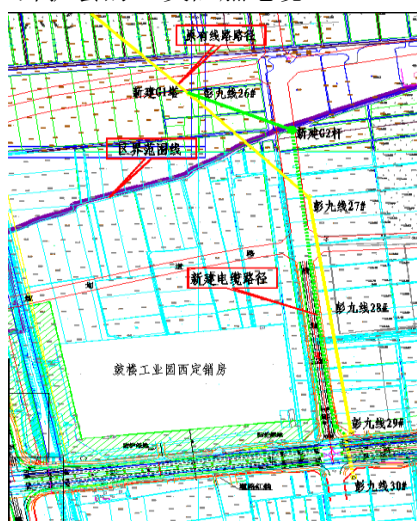 原有线路路径
新建G1塔
彭九线26#
新建G2杆
区界范围线
彭九线27#
新建电缆路径
彭九线28#
鼓楼工业园西定销房
彭九线29#
彭九线30#